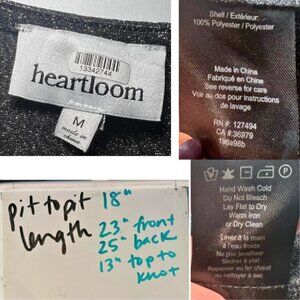 13342744
heartloom
M
made in
china
Shell / Extérieur:
100% Polyester / Polyester
Made in China
Fabriqué en Chine
See reverse for care
Voir au dos pour instructions
de lavage
RN #: 127494
CA #:36979
196a98b
pit to pit 18"
length 23" front
25" back
13" top to
knot
Hand Wash Cold
Do Not Bleach
Lay Flat to Dry
Warm Iron
or Dry Clean
Laver à la main
à l'eau froide
Ne pas javeliser
Sécher à plat
Repasser au fer chaud
ou nettoyer à sec